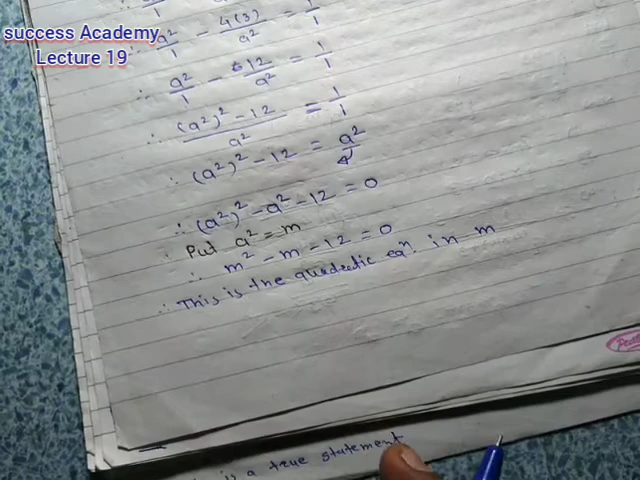 success Academy
Lecture 19
∴ a²/1 - 4(3)/a² = 1/1
∴ a²/1 - 12/a² = 1/1
∴ (a²)² - 12/a² = 1/1
∴ (a²)² - 12 = a²
∴ (a²)² - a² - 12 = 0
∴ Put a² = m
∴ m² - m - 12 = 0
∴ This is the quadratic eqⁿ. in m
is a true statement